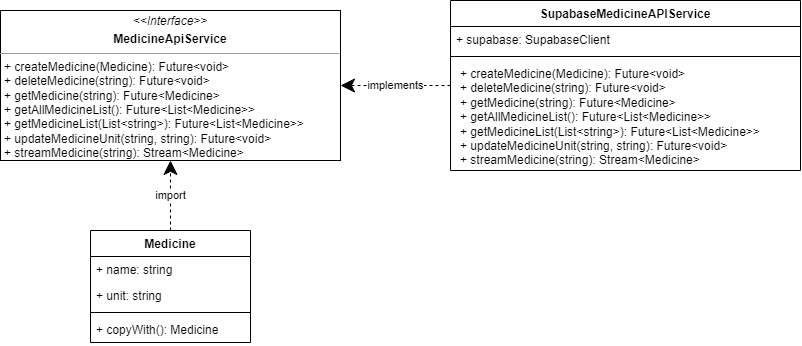 <<Interface>>
MedicineApiService
+ createMedicine(Medicine): Future<void>
+ deleteMedicine(string): Future<void>
+ getMedicine(string): Future<Medicine>
+ getAllMedicineList(): Future<List<Medicine>>
+ getMedicineList(List<string>): Future<List<Medicine>>
+ updateMedicineUnit(string, string): Future<void>
+ streamMedicine(string): Stream<Medicine>
implements
SupabaseMedicineAPIService
+ supabase: SupabaseClient
+ createMedicine(Medicine): Future<void>
+ deleteMedicine(string): Future<void>
+ getMedicine(string): Future<Medicine>
+ getAllMedicineList(): Future<List<Medicine>>
+ getMedicineList(List<string>): Future<List<Medicine>>
+ updateMedicineUnit(string, string): Future<void>
+ streamMedicine(string): Stream<Medicine>
import
Medicine
+ name: string
+ unit: string
+ copyWith(): Medicine